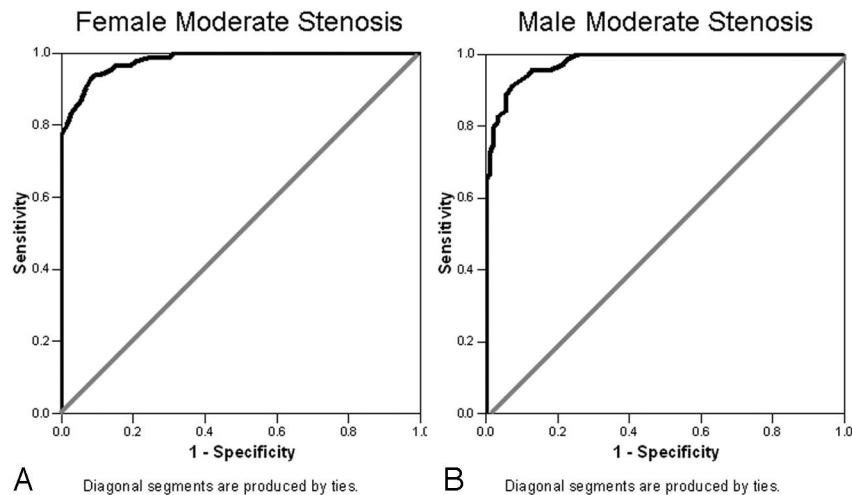 Female Moderate Stenosis
1.0
0.8
0.6
0.4
0.2
0.0
Sensitivity
0.0 0.2 0.4 0.6 0.8 1.0
1 - Specificity
A
Diagonal segments are produced by ties.
Male Moderate Stenosis
1.0
0.8
0.6
0.4
0.2
0.0
Sensitivity
0.0 0.2 0.4 0.6 0.8 1.0
1 - Specificity
B
Diagonal segments are produced by ties.